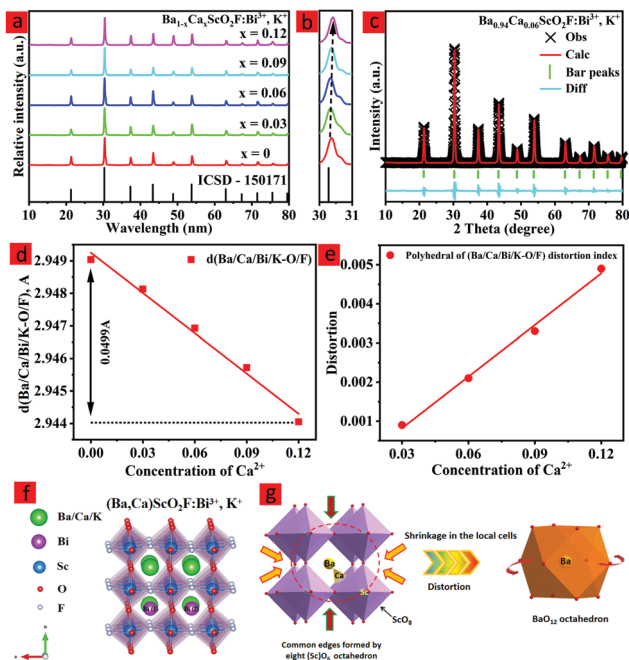 a
Ba₁₋ₓCaₓScO₂F:Bi³⁺, K⁺
x = 0.12
x = 0.09
x = 0.06
x = 0.03
x = 0
ICSD - 150171
Relative intensity (a.u.)
10 20 30 40 50 60 70 80
Wavelength (nm)
b
30 31
c
Ba₀.₉₄Ca₀.₀₆ScO₂F:Bi³⁺, K⁺
Obs
Calc
Bar peaks
Diff
Intensity (a.u.)
10 20 30 40 50 60 70 80
2 Theta (degree)
d
d(Ba/Ca/Bi/K-O/F)
d(Ba/Ca/Bi/K-O/F), A
2.949
2.947
2.946
2.945
2.944
0.0499A
0.00 0.03 0.06 0.09 0.12
Concentration of Ca²⁺
e
Polyhedral of (Ba/Ca/Bi/K-O/F) distortion index
Distortion
0.005
0.004
0.003
0.002
0.001
0.03 0.06 0.09 0.12
Concentration of Ca²⁺
f
(Ba,Ca)ScO₂F:Bi³⁺, K⁺
Ba/Ca/K
Bi
Sc
O
F
b
a
g
Ba
Ca
Sc
ScO₈
Common edges formed by
eight (Sc)O₆ octahedron
Shrinkage in the local cells
Distortion
Ba
BaO₁₂ octahedron